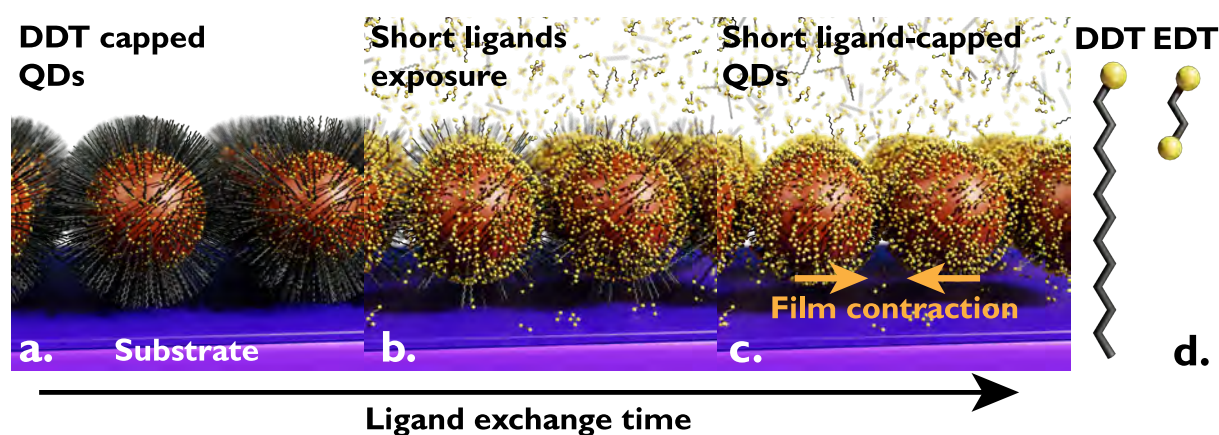 DDT capped
QDs
Short ligands
exposure
Short ligand-capped
QDs
DDT EDT
Film contraction
a. Substrate
b.
c.
d.
Ligand exchange time